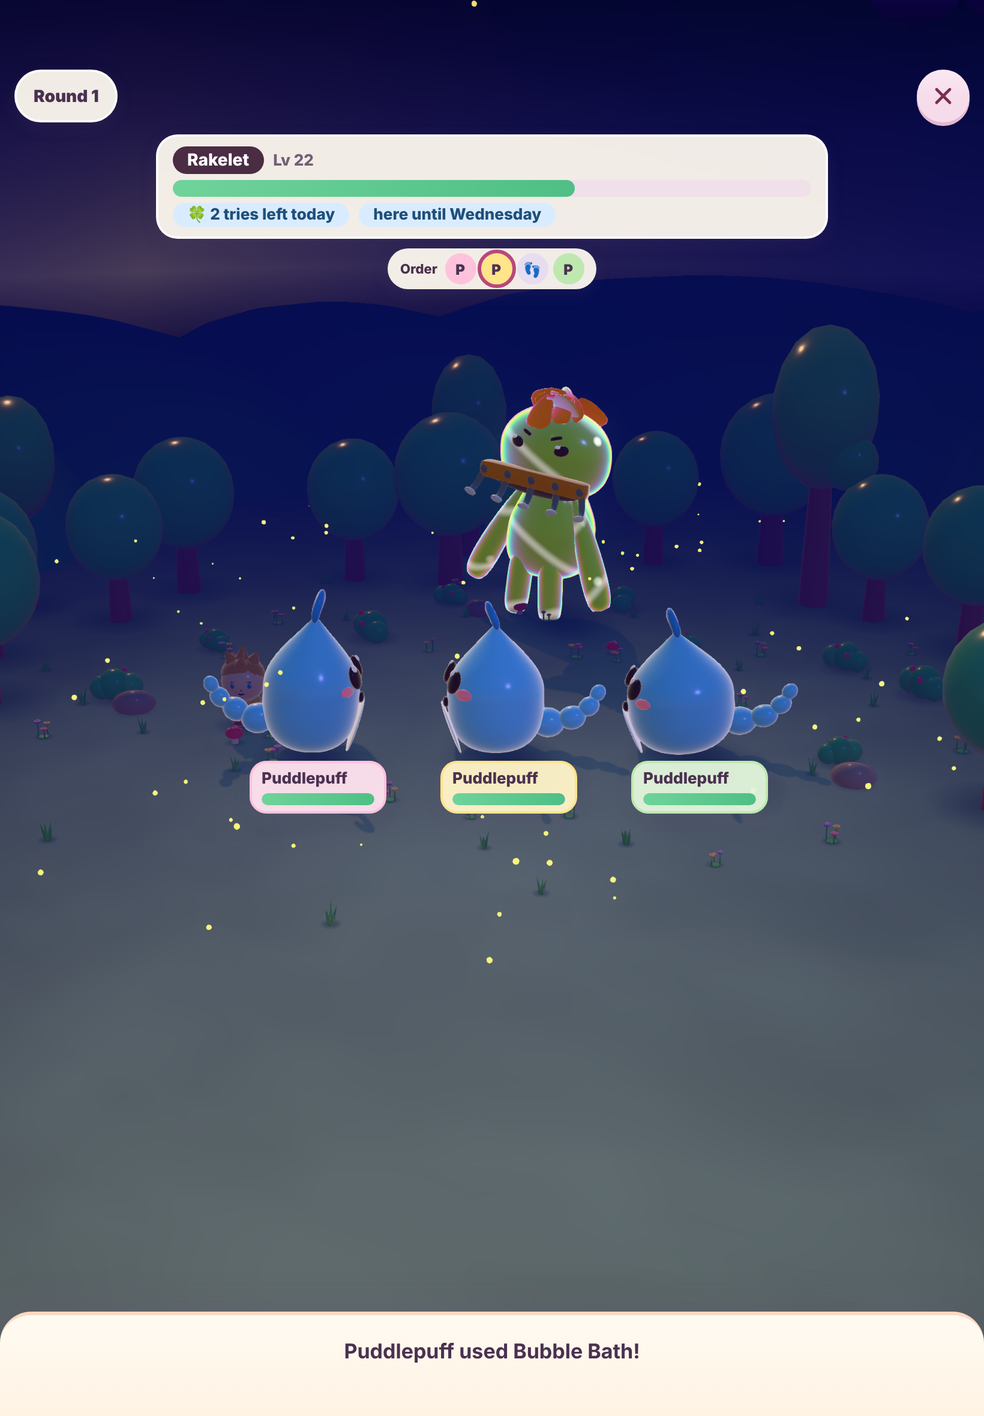 Round 1
Rakelet Lv 22
🍀 2 tries left today here until Wednesday
Order P P 👣 P
Puddlepuff Puddlepuff Puddlepuff
Puddlepuff used Bubble Bath!